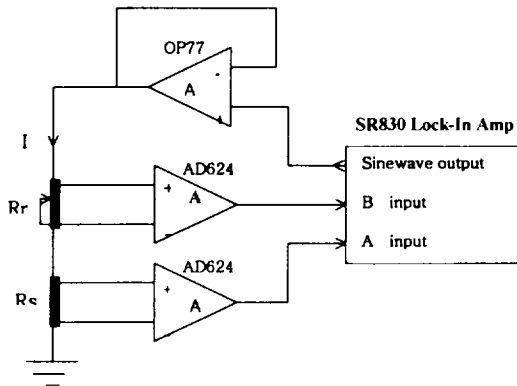 OP77
-
A
+
SR830 Lock-In Amp
I
Sinewave output
AD624
+
A
-
B input
Rr
A input
AD624
+
A
-
Rs